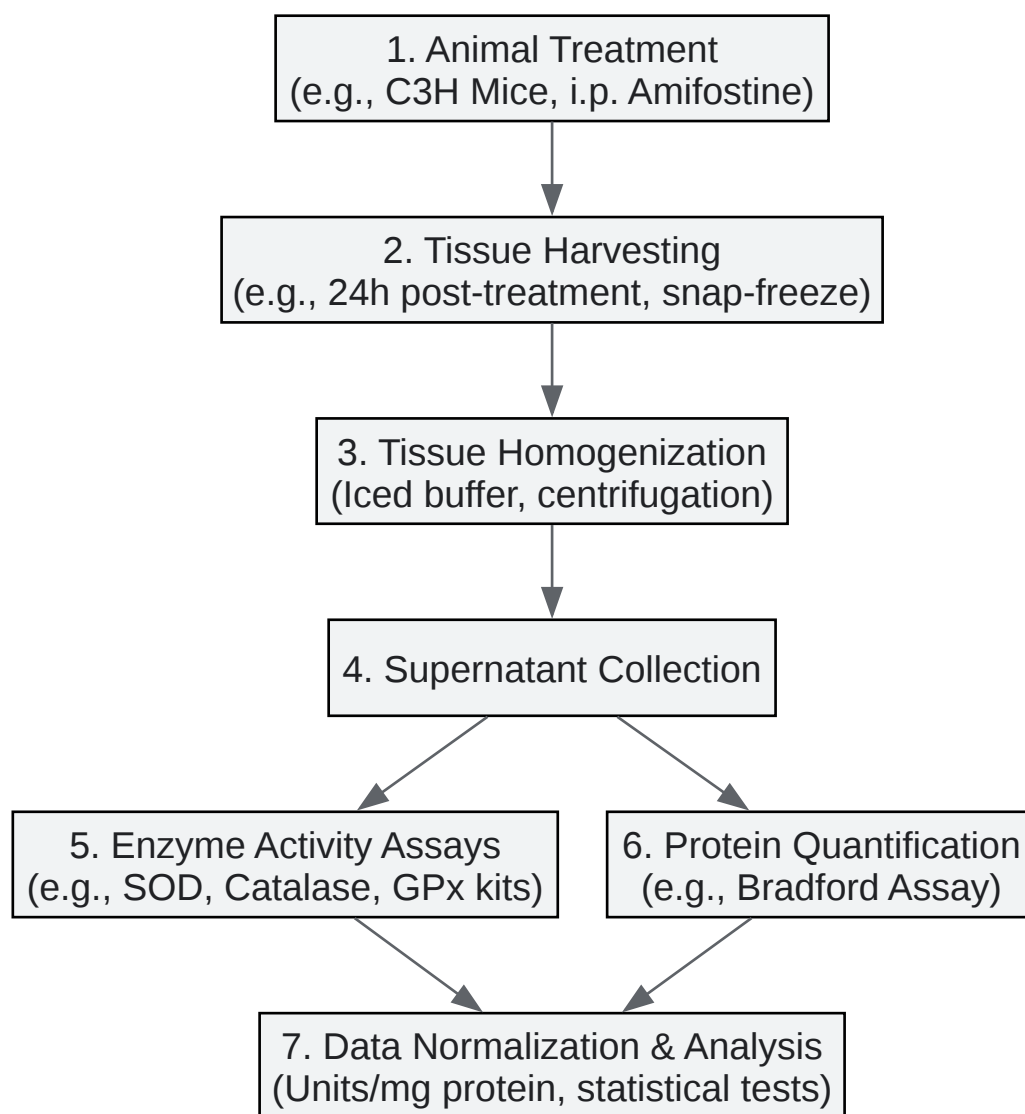 1. Animal Treatment
(e.g., C3H Mice, i.p. Amifostine)
2. Tissue Harvesting
(e.g., 24h post-treatment, snap-freeze)
3. Tissue Homogenization
(Iced buffer, centrifugation)
4. Supernatant Collection
5. Enzyme Activity Assays
(e.g., SOD, Catalase, GPx kits)
6. Protein Quantification
(e.g., Bradford Assay)
7. Data Normalization & Analysis
(Units/mg protein, statistical tests)